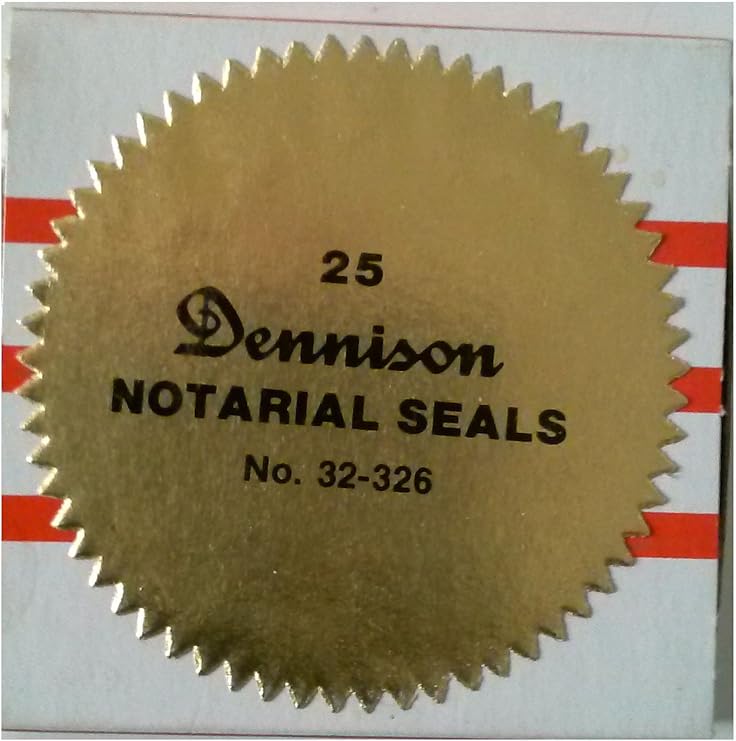 25
Dennison
NOTARIAL SEALS
No. 32-326